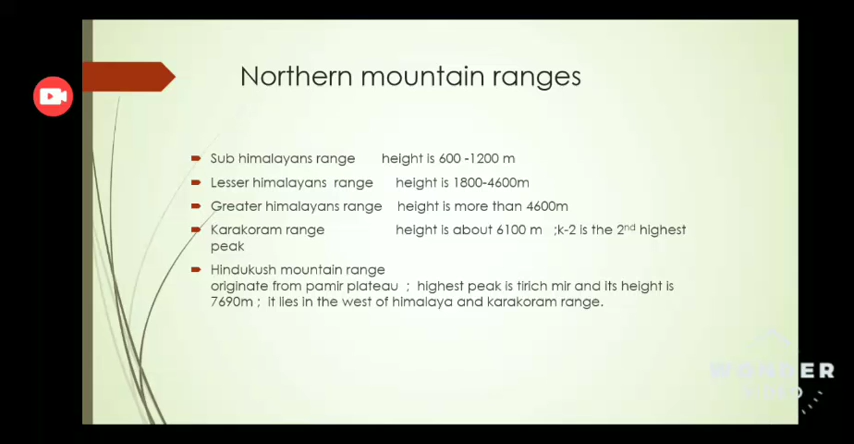 Northern mountain ranges
Sub himalayans range height is 600 -1200 m
Lesser himalayans range height is 1800-4600m
Greater himalayans range height is more than 4600m
Karakoram range height is about 6100 m ;k-2 is the 2nd highest
peak
Hindukush mountain range
originate from pamir plateau ; highest peak is tirich mir and its height is
7690m ; it lies in the west of himalaya and karakoram range.